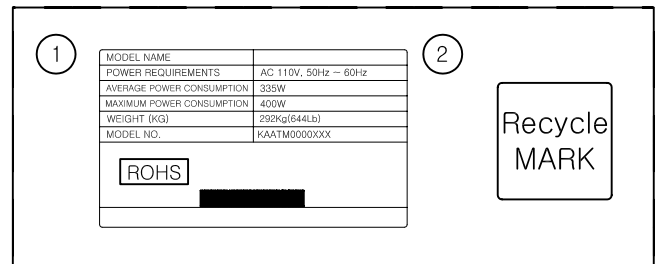 1
2
MODEL NAME
POWER REQUIREMENTS AC 110V, 50Hz ~ 60Hz
AVERAGE POWER CONSUMPTION 335W
MAXIMUM POWER CONSUMPTION 400W
WEIGHT (KG) 292Kg(644Lb)
MODEL NO. KAATM0000XXX
ROHS
Recycle
MARK